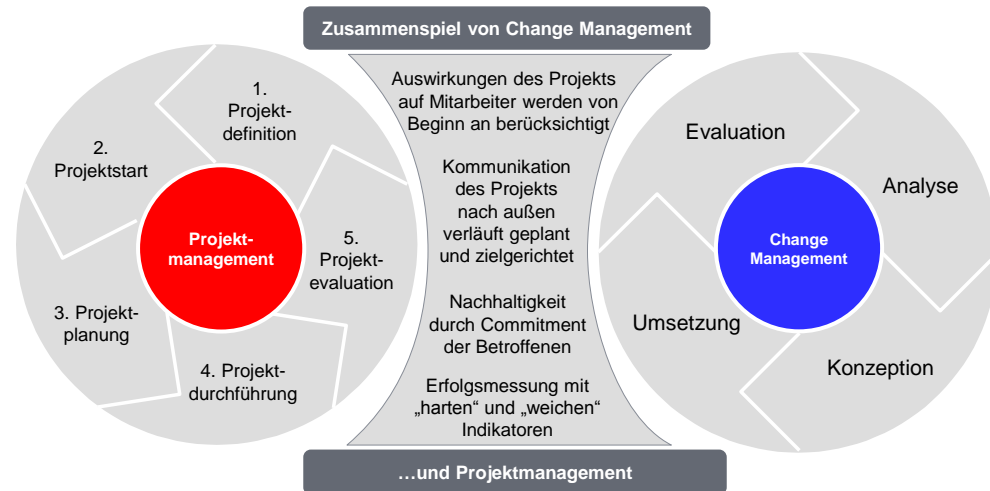 Zusammenspiel von Change Management
1.
Projekt-
definition
2.
Projektstart
3. Projekt-
planung
4. Projekt-
durchführung
5.
Projekt-
evaluation
Projekt-
management
Auswirkungen des Projekts
auf Mitarbeiter werden von
Beginn an berücksichtigt
Kommunikation
des Projekts
nach außen
verläuft geplant
und zielgerichtet
Nachhaltigkeit
durch Commitment
der Betroffenen
Erfolgsmessung mit
„harten“ und „weichen“
Indikatoren
Evaluation
Analyse
Change
Management
Umsetzung
Konzeption
…und Projektmanagement